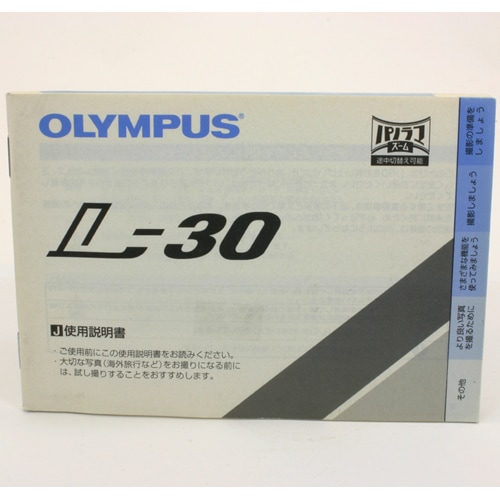 OLYMPUS®
パノラマ
ズーム
途中切替え可能
L-30
J使用説明書
・ご使用前にこの使用説明書をお読みください。
・大切な写真(海外旅行など)をお撮りになる前に
は、試し撮りすることをおすすめします。
撮影の準備を
しましょう
撮影しましょう
さまざまな機能を
使ってみましょう
より良い写真
を撮るために
その他